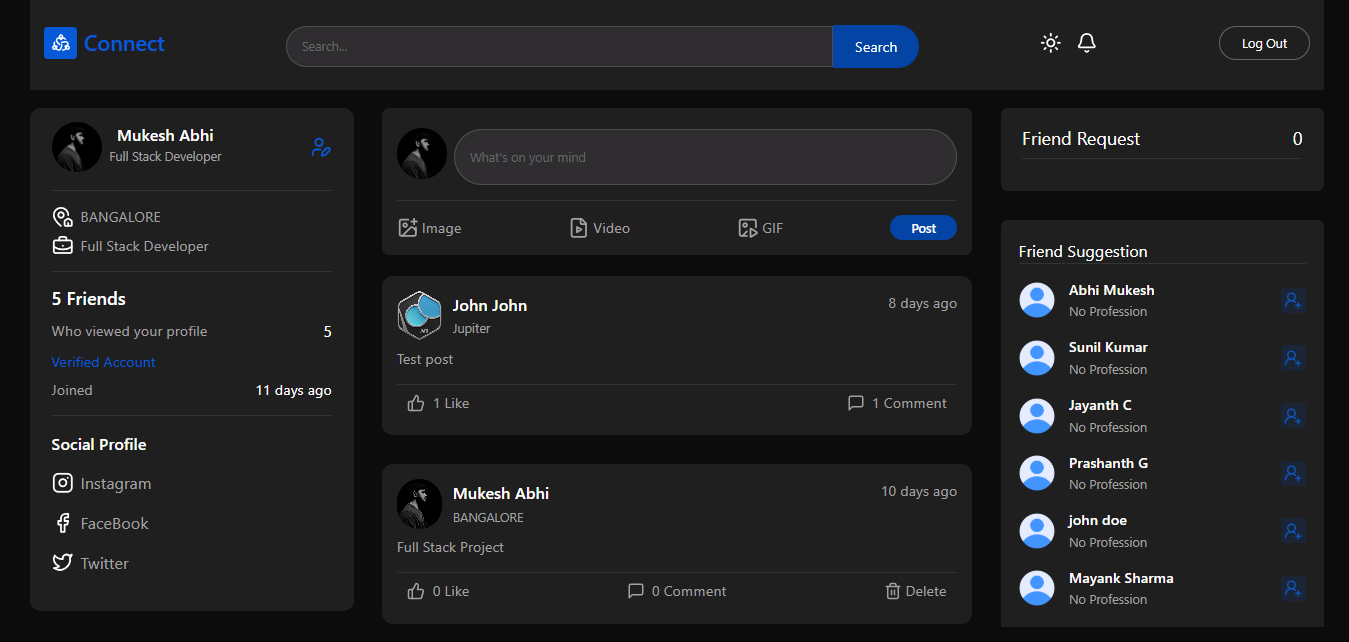 Connect
Search...
Search
Log Out
Mukesh Abhi
Full Stack Developer
BANGALORE
Full Stack Developer
5 Friends
Who viewed your profile 5
Verified Account
Joined 11 days ago
Social Profile
Instagram
FaceBook
Twitter
What's on your mind
Image Video GIF Post
John John 8 days ago
Jupiter
Test post
1 Like 1 Comment
Mukesh Abhi 10 days ago
BANGALORE
Full Stack Project
0 Like 0 Comment Delete
Friend Request 0
Friend Suggestion
Abhi Mukesh
No Profession
Sunil Kumar
No Profession
Jayanth C
No Profession
Prashanth G
No Profession
john doe
No Profession
Mayank Sharma
No Profession